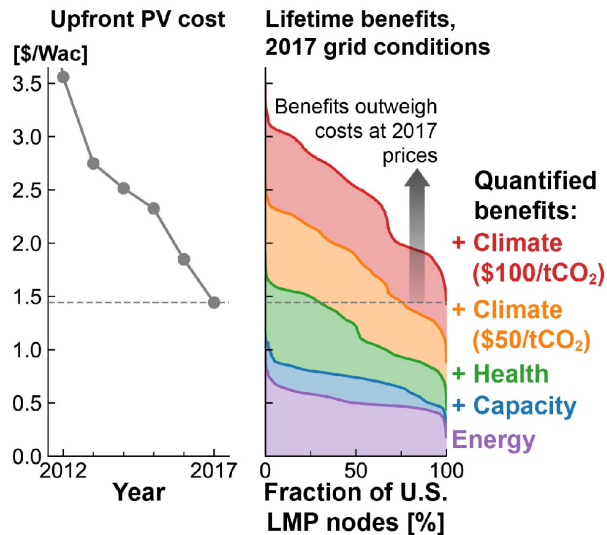 Upfront PV cost
[$/Wac]
3.5
3.0
2.5
2.0
1.5
1.0
0.5
0.0
2012
2017
Year
Lifetime benefits,
2017 grid conditions
Benefits outweigh
costs at 2017
prices
0
50
100
Fraction of U.S.
LMP nodes [%]
Quantified
benefits:
+ Climate
($100/tCO₂)
+ Climate
($50/tCO₂)
+ Health
+ Capacity
Energy